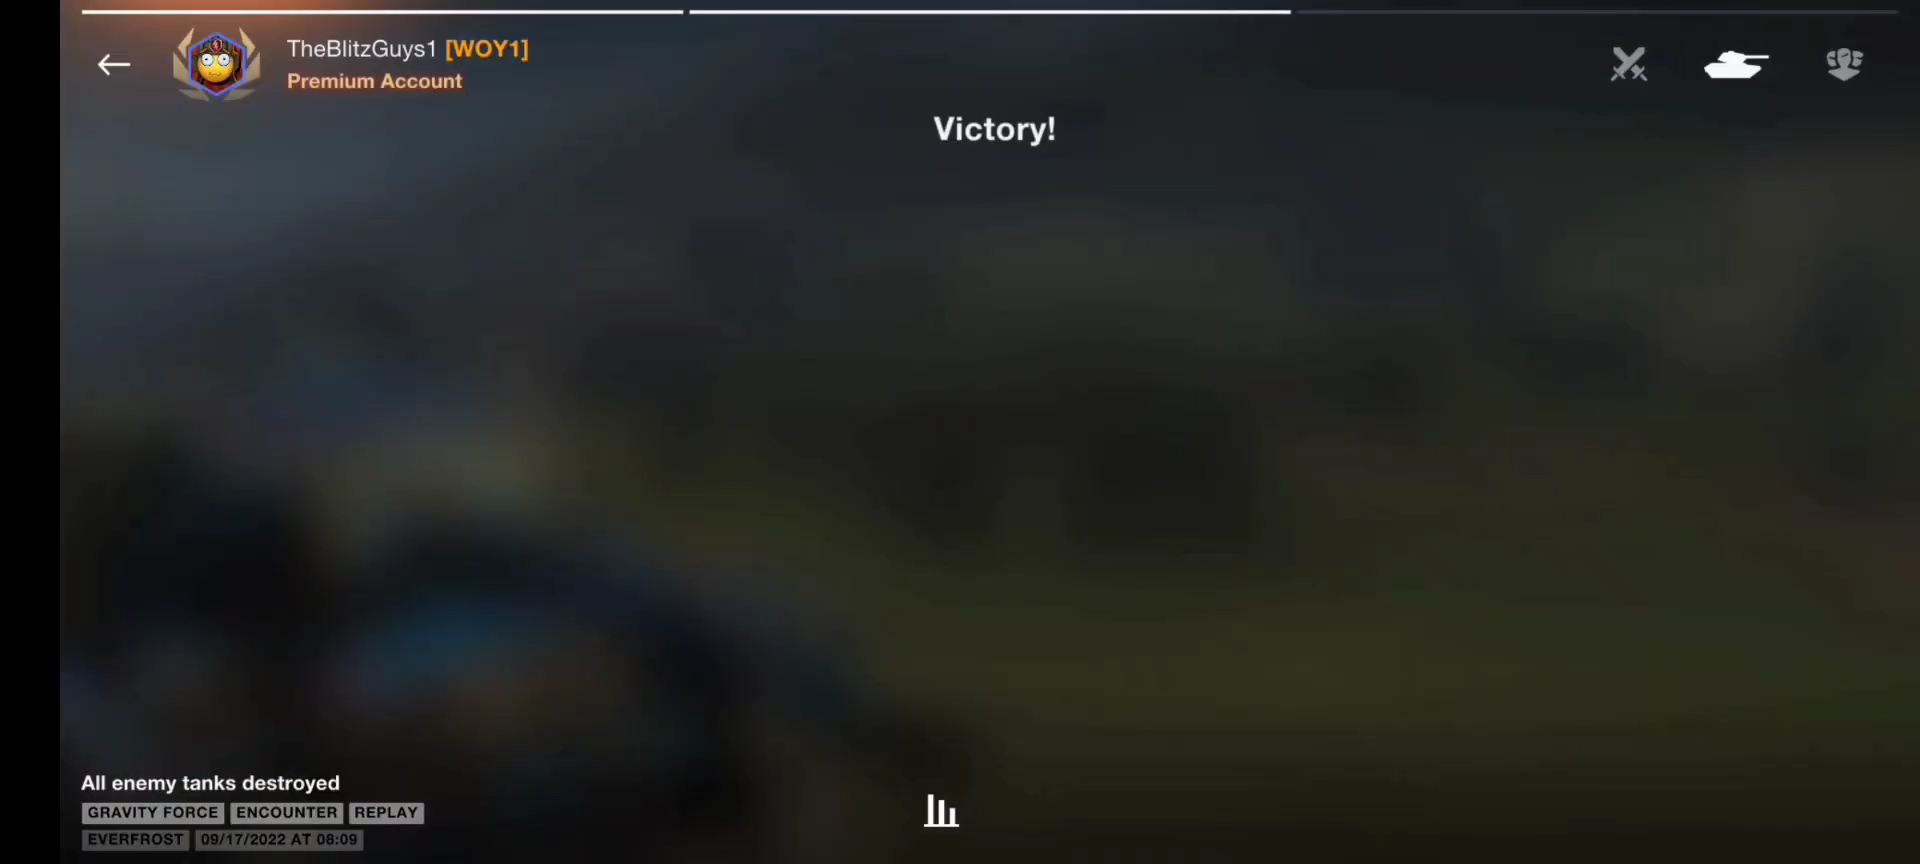 TheBlitzGuys1 [WOY1]
Premium Account
Victory!
All enemy tanks destroyed
GRAVITY FORCE ENCOUNTER REPLAY
EVERFROST 09/17/2022 AT 08:09